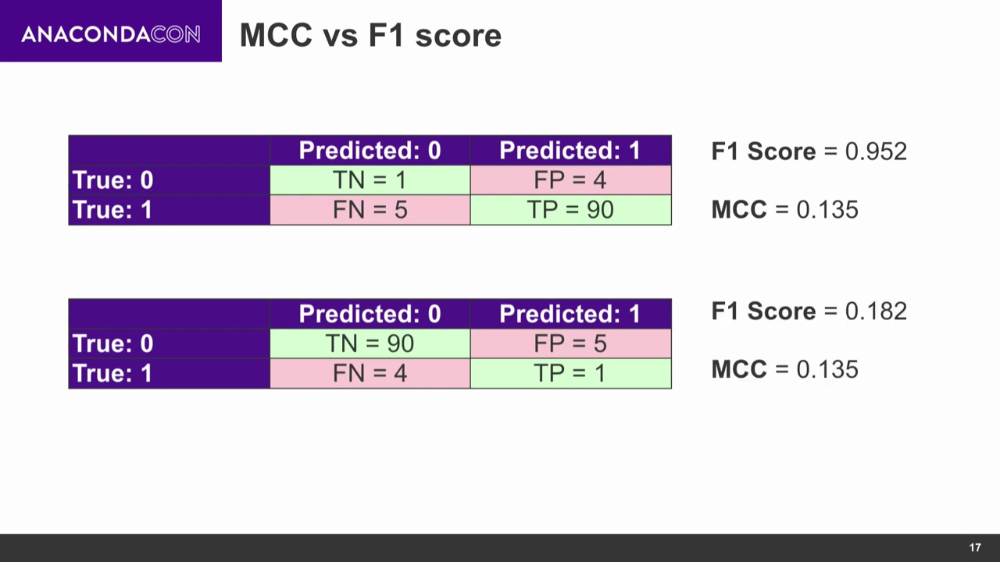 ANACONDACON
MCC vs F1 score
Predicted: 0 Predicted: 1
True: 0 TN = 1 FP = 4
True: 1 FN = 5 TP = 90
F1 Score = 0.952
MCC = 0.135
Predicted: 0 Predicted: 1
True: 0 TN = 90 FP = 5
True: 1 FN = 4 TP = 1
F1 Score = 0.182
MCC = 0.135
17